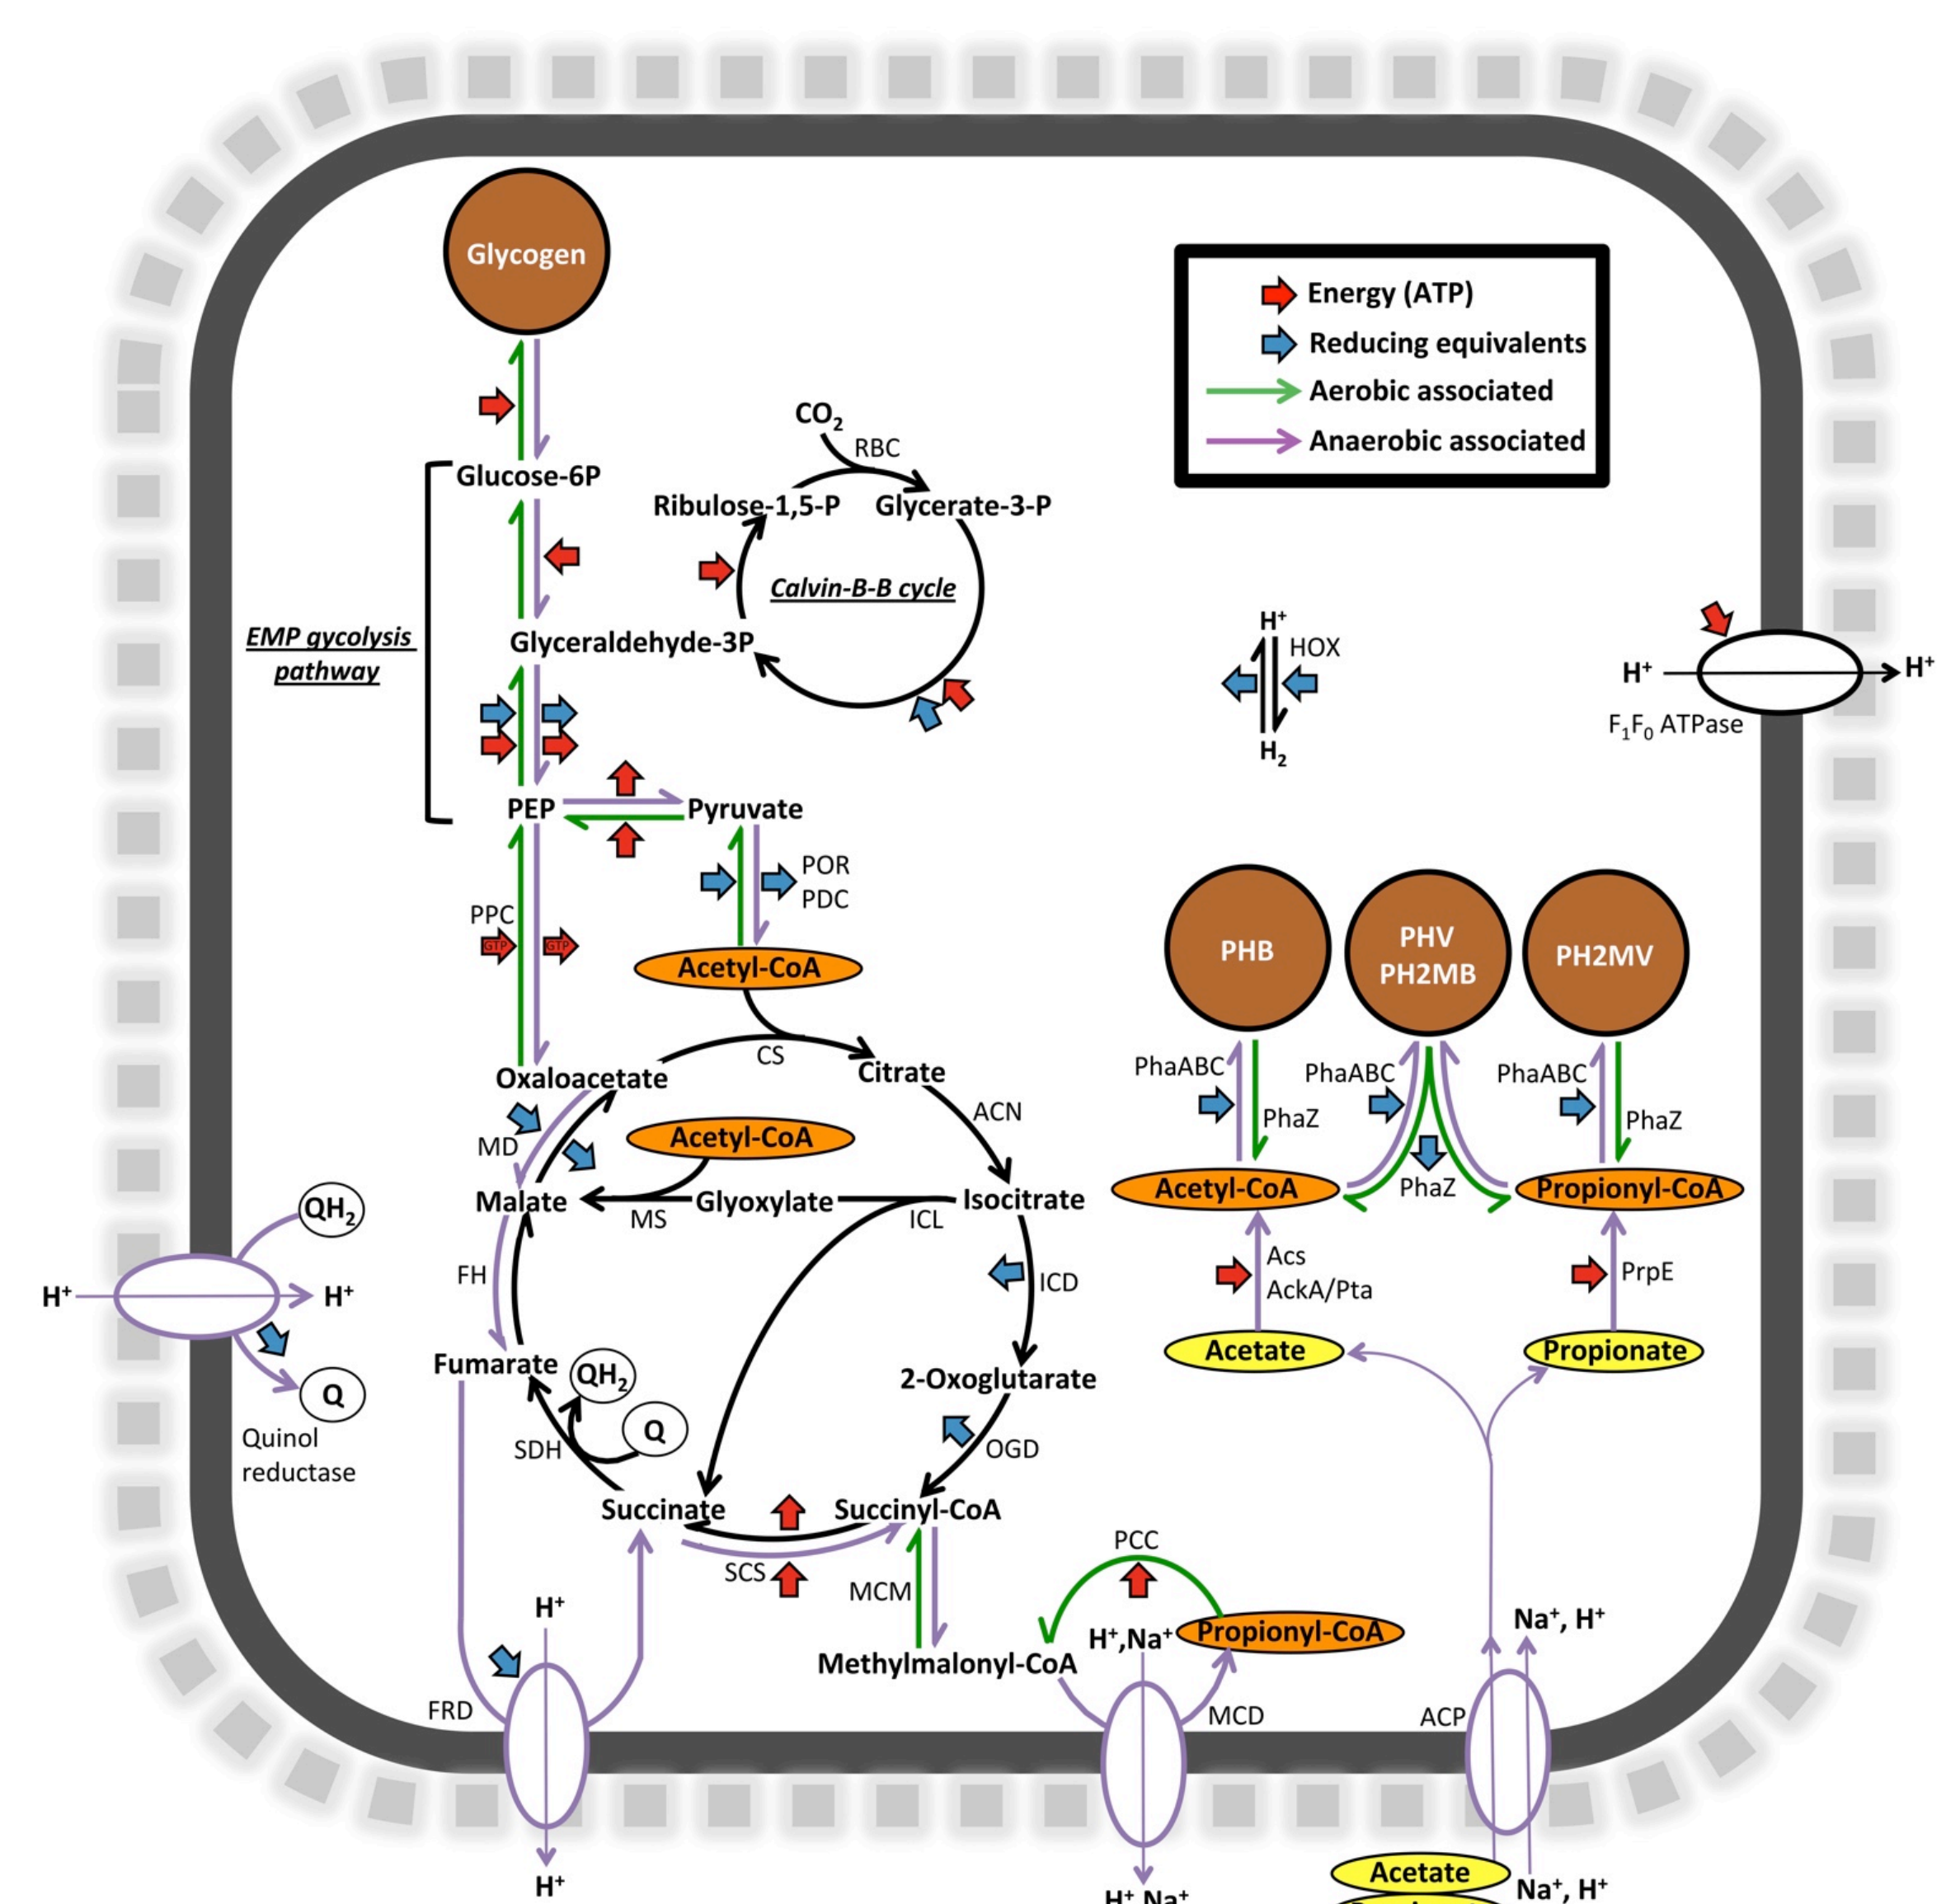 Glycogen
Energy (ATP)
Reducing equivalents
Aerobic associated
Anaerobic associated
CO2
RBC
Glucose-6P
Ribulose-1,5-P
Glycerate-3-P
Calvin-B-B cycle
EMP gycolysis
pathway
Glyceraldehyde-3P
H+
HOX
H2
H+
H+
F1F0 ATPase
PEP
Pyruvate
POR
PDC
PPC
GTP
GTP
Acetyl-CoA
PHB
PHV
PH2MB
PH2MV
CS
Oxaloacetate
Citrate
PhaABC
PhaABC
PhaABC
PhaZ
PhaZ
ACN
MD
Acetyl-CoA
Acetyl-CoA
PhaZ
Propionyl-CoA
Malate
Glyoxylate
Isocitrate
MS
ICL
QH2
FH
ICD
Acs
AckA/Pta
PrpE
H+
H+
Acetate
Propionate
Fumarate
QH2
2-Oxoglutarate
Q
Q
Quinol
reductase
SDH
OGD
Succinate
Succinyl-CoA
SCS
MCM
PCC
H+
H+,Na+
Propionyl-CoA
Na+, H+
Methylmalonyl-CoA
FRD
MCD
ACP
H+
H+,Na+
Acetate
Na+, H+